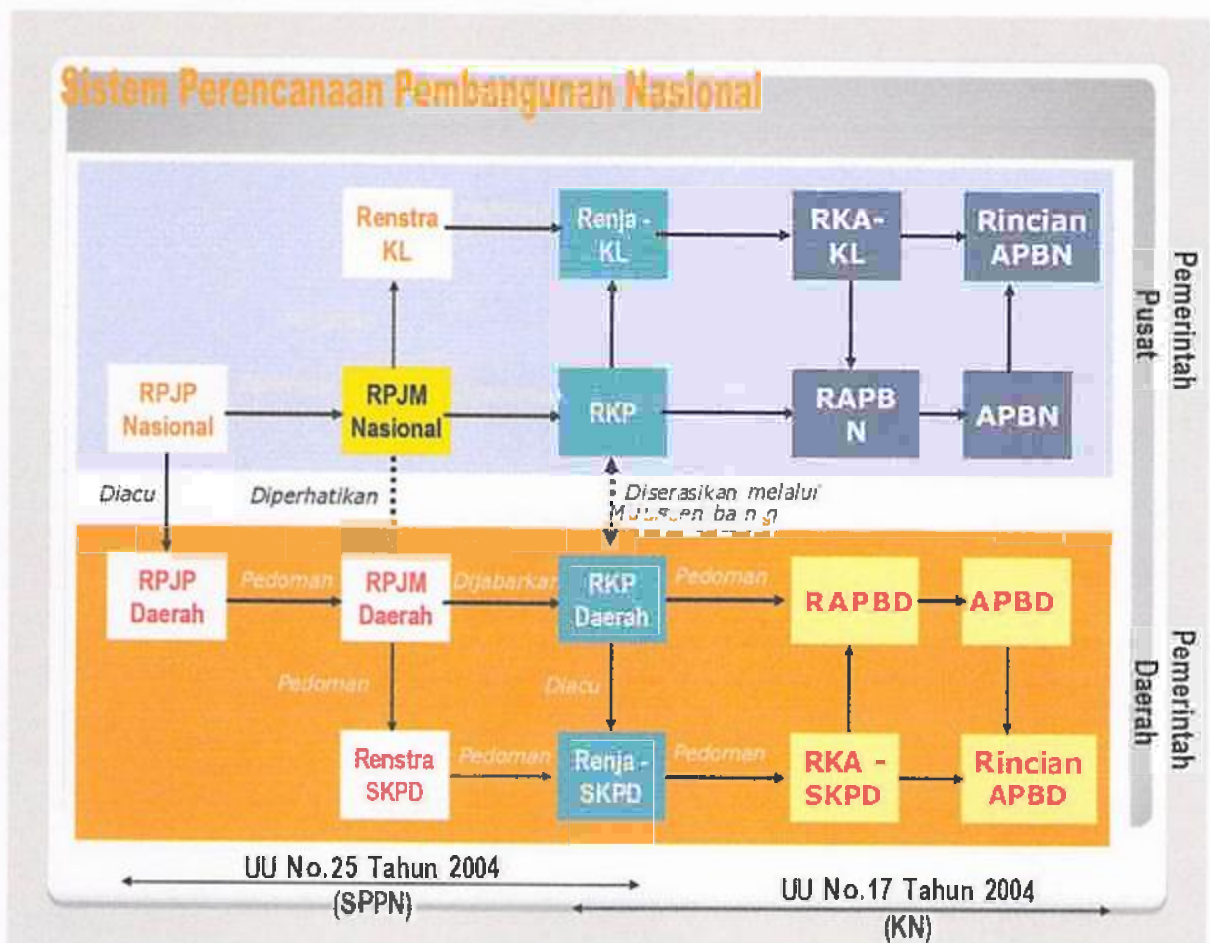 Sistem Perencanaan Pembangunan Nasional
Renstra
KL
Renja -
KL
RKA-
KL
Rincian
APBN
Pemerintah
Pusat
RPJP
Nasional
RPJM
Nasional
RKP
RAPB
N
APBN
Diacu
Diperhatikan
Diserasikan melalui
RPJP
Daerah
Pedoman
RPJM
Daerah
Dijabarkan
RKP
Daerah
Pedoman
RAPBD
APBD
Pemerintah
Daerah
Pedoman
Diacu
Renstra
SKPD
Pedoman
Renja -
SKPD
Pedoman
RKA -
SKPD
Rincian
APBD
UU No.25 Tahun 2004
(SPPN)
UU No.17 Tahun 2004
(KN)